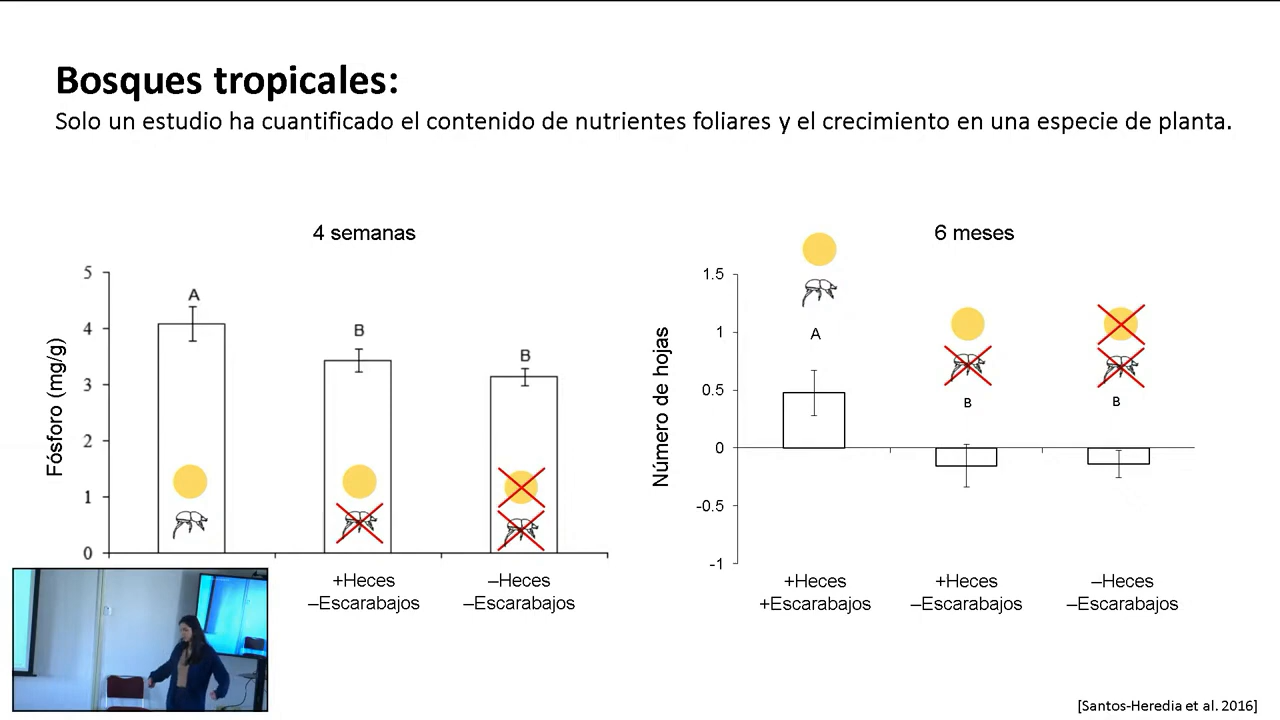 Bosques tropicales:
Solo un estudio ha cuantificado el contenido de nutrientes foliares y el crecimiento en una especie de planta.
4 semanas
Fósforo (mg/g)
5
4
3
2
1
0
A
B
B
+Heces
–Escarabajos
–Heces
–Escarabajos
6 meses
Número de hojas
1.5
1
0.5
0
-0.5
-1
A
B
B
+Heces
+Escarabajos
+Heces
–Escarabajos
–Heces
–Escarabajos
[Santos-Heredia et al. 2016]